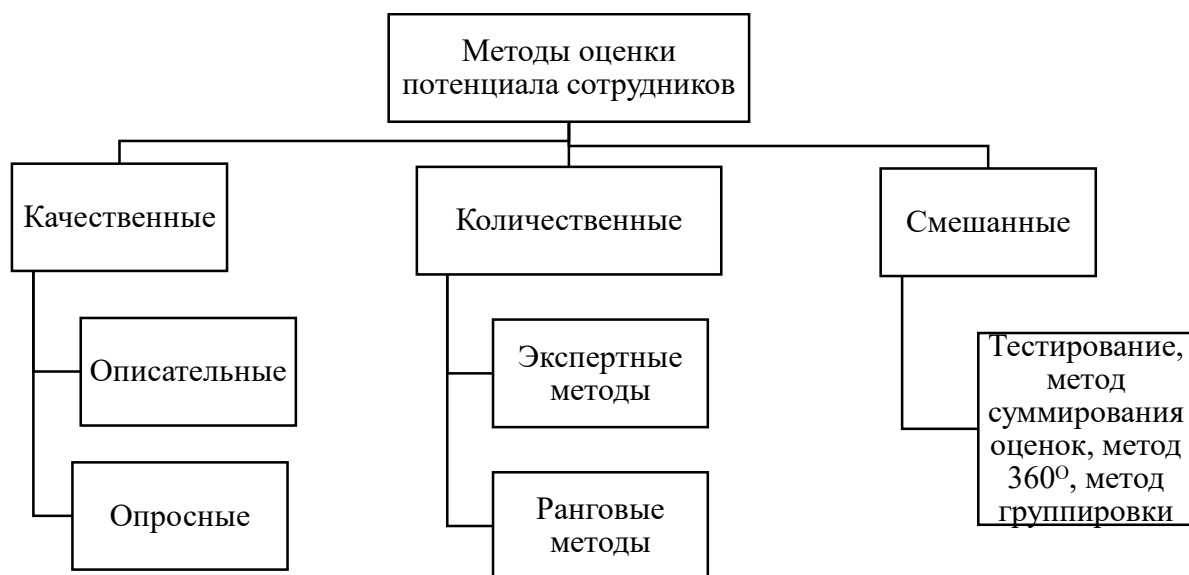 Методы оценки
потенциала сотрудников
Качественные
Количественные
Смешанные
Описательные
Опросные
Экспертные
методы
Ранговые
методы
Тестирование,
метод
суммирования
оценок, метод
360⁰, метод
группировки